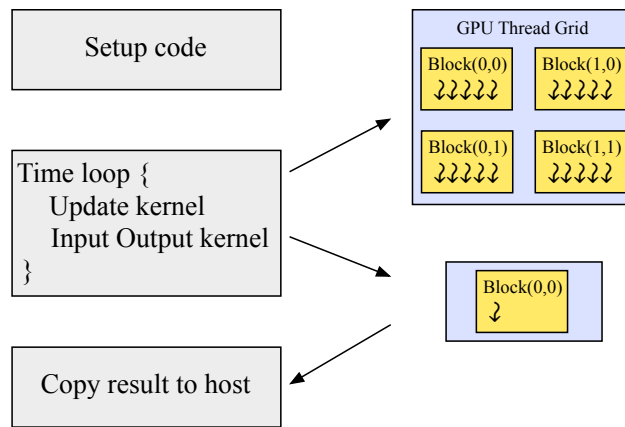 Setup code
Time loop {
Update kernel
Input Output kernel
}
Copy result to host
GPU Thread Grid
Block(0,0)
Block(1,0)
Block(0,1)
Block(1,1)
Block(0,0)